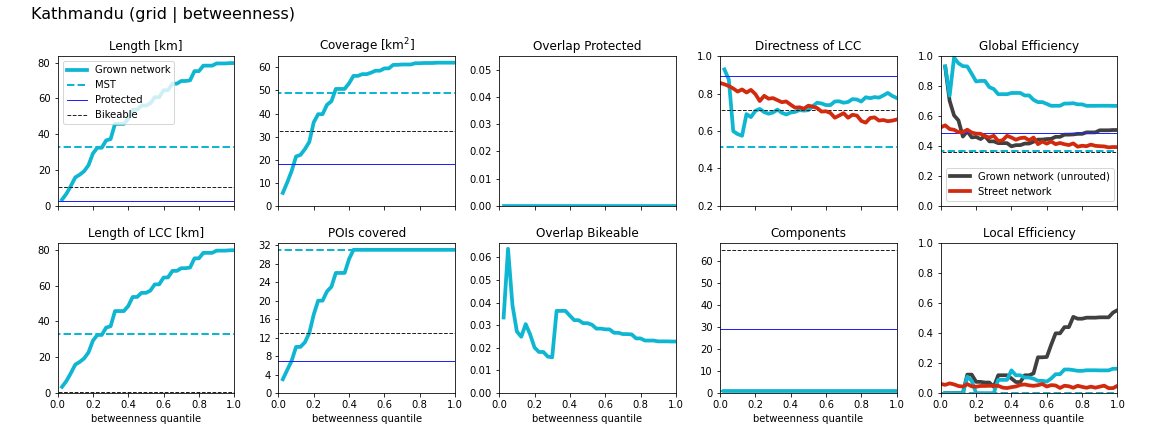 Kathmandu (grid | betweenness)
Length [km]
80
60
40
20
0
Grown network
MST
Protected
Bikeable
Coverage [km²]
60
50
40
30
20
10
0
Overlap Protected
0.05
0.04
0.03
0.02
0.01
0.00
Directness of LCC
1.0
0.8
0.6
0.4
0.2
Global Efficiency
1.0
0.8
0.6
0.4
0.2
0.0
Grown network (unrouted)
Street network
Length of LCC [km]
80
60
40
20
0
0.0 0.2 0.4 0.6 0.8 1.0
betweenness quantile
POIs covered
32
28
24
20
16
12
8
4
0
0.0 0.2 0.4 0.6 0.8 1.0
betweenness quantile
Overlap Bikeable
0.06
0.05
0.04
0.03
0.02
0.01
0.00
0.0 0.2 0.4 0.6 0.8 1.0
betweenness quantile
Components
60
50
40
30
20
10
0
0.0 0.2 0.4 0.6 0.8 1.0
betweenness quantile
Local Efficiency
1.0
0.8
0.6
0.4
0.2
0.0
0.0 0.2 0.4 0.6 0.8 1.0
betweenness quantile